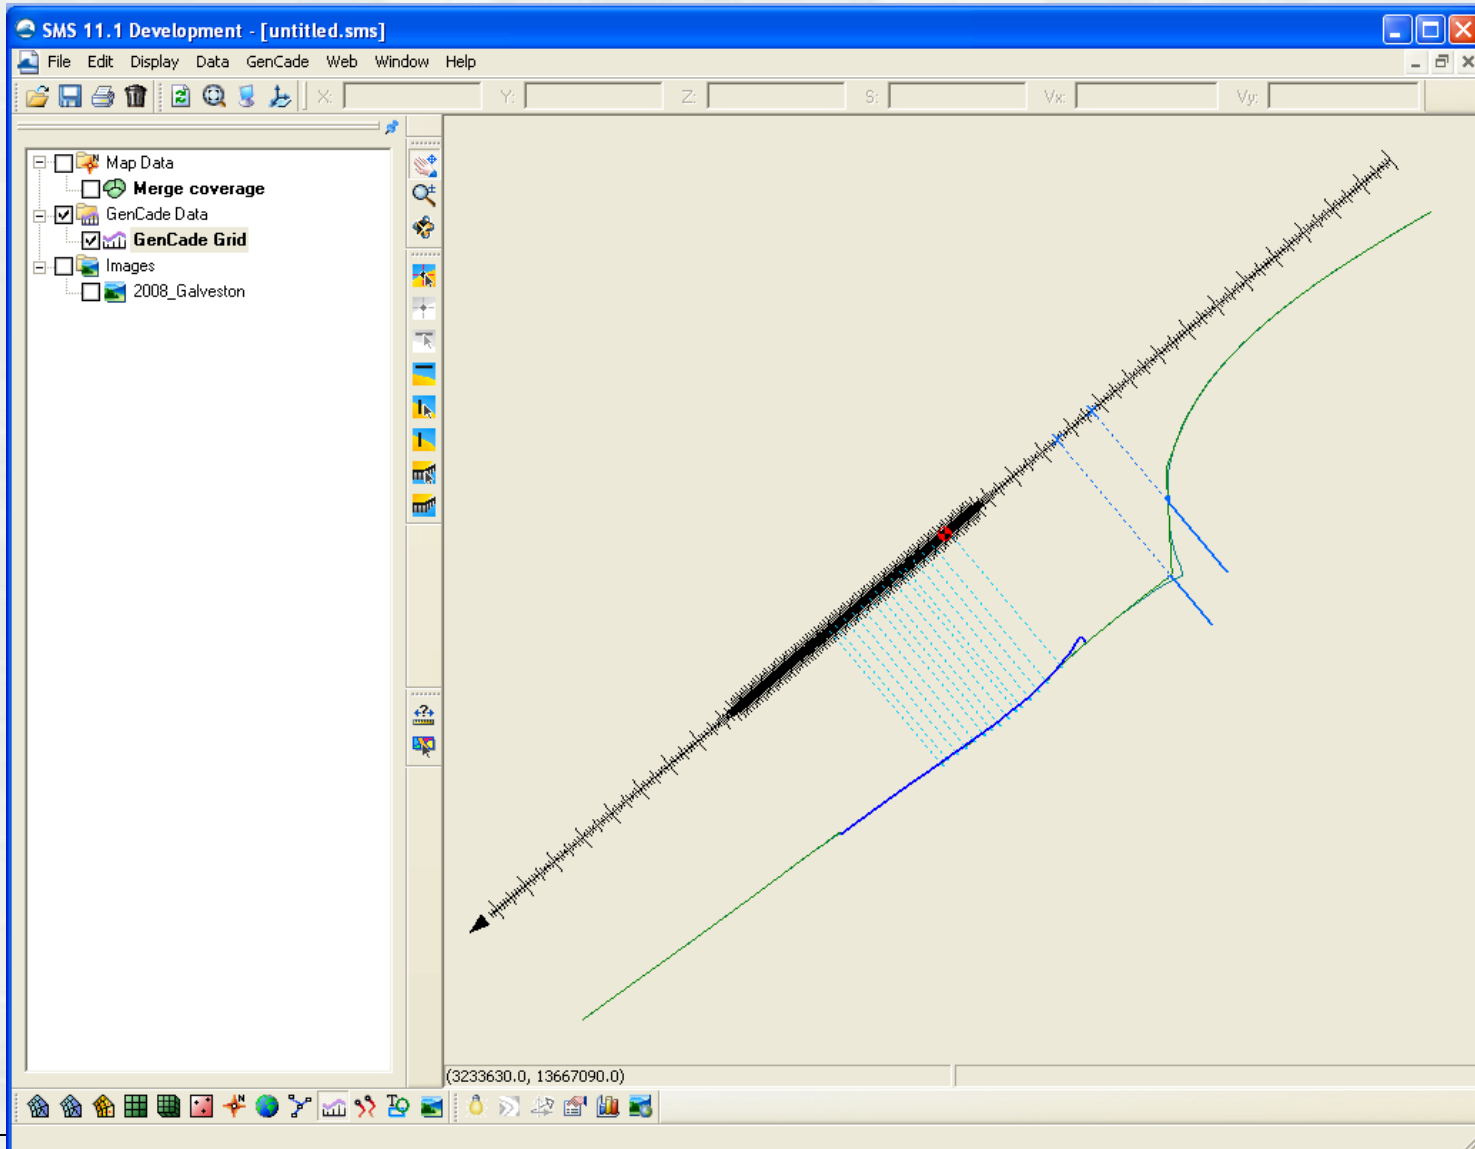 SMS 11.1 Development - [untitled.sms]
File Edit Display Data GenCade Web Window Help
X: Y: Z: S: Vx: Vy:
Map Data
Merge coverage
GenCade Data
GenCade Grid
Images
2008_Galveston
(3233630.0, 13667090.0)